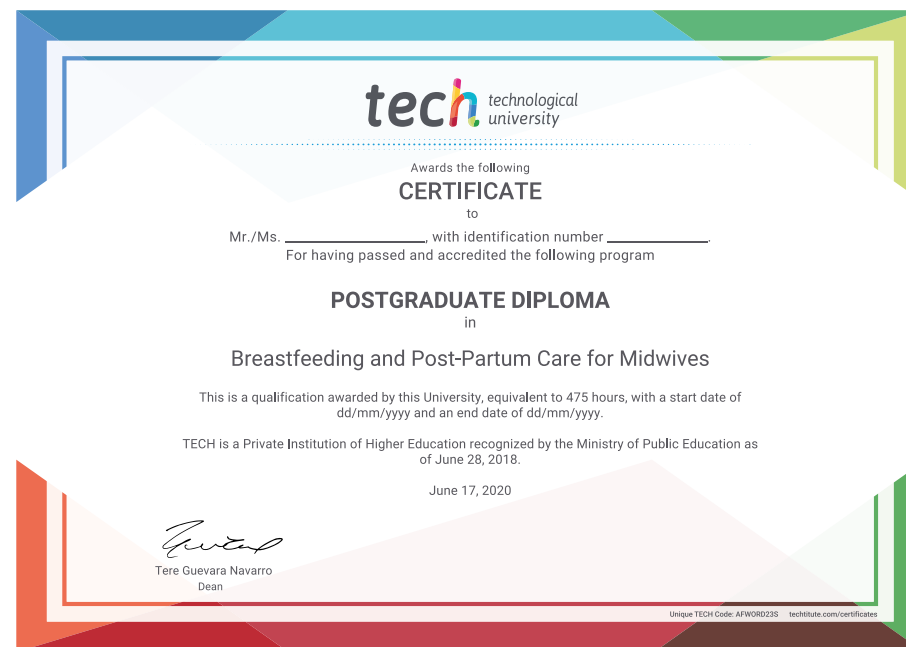 tech technological
university
Awards the following
CERTIFICATE
to
Mr./Ms. ____________, with identification number ____________.
For having passed and accredited the following program
POSTGRADUATE DIPLOMA
in
Breastfeeding and Post-Partum Care for Midwives
This is a qualification awarded by this University, equivalent to 475 hours, with a start date of
dd/mm/yyyy and an end date of dd/mm/yyyy.
TECH is a Private Institution of Higher Education recognized by the Ministry of Public Education as
of June 28, 2018.
June 17, 2020
Tere Guevara Navarro
Dean
Unique TECH Code: AFWORD23S techtitute.com/certificates